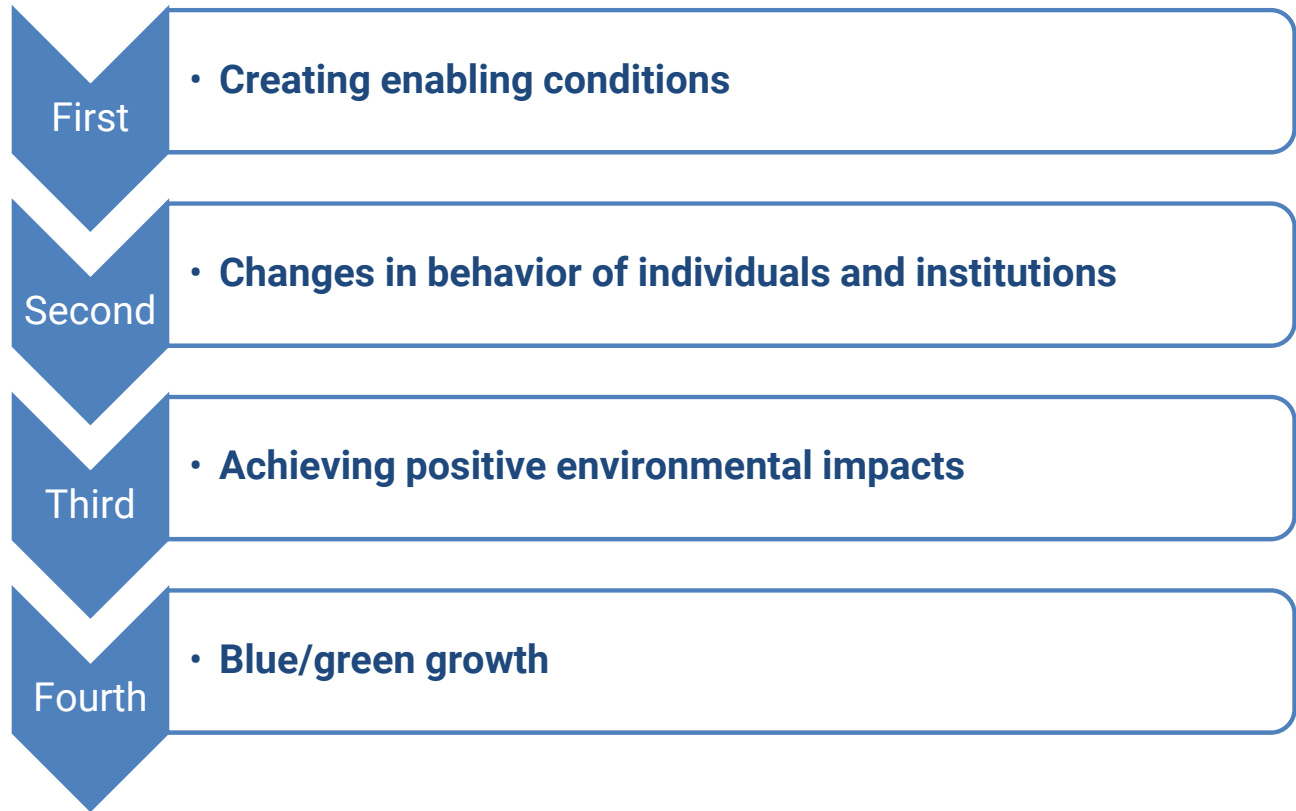 First
• Creating enabling conditions
Second
• Changes in behavior of individuals and institutions
Third
• Achieving positive environmental impacts
Fourth
• Blue/green growth